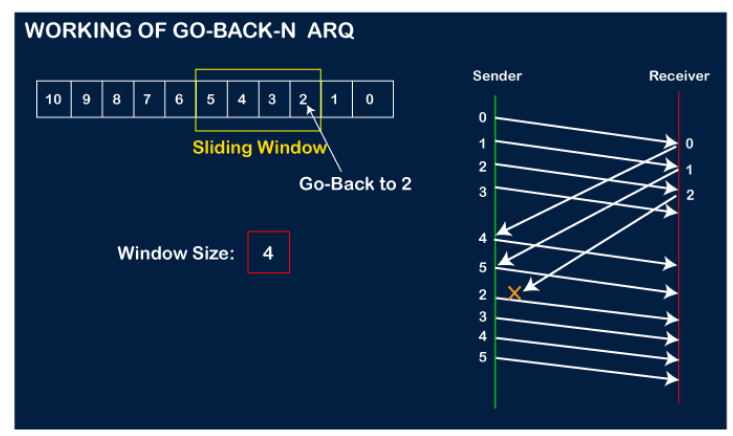 WORKING OF GO-BACK-N ARQ
10 9 8 7 6 5 4 3 2 1 0
Sliding Window
Go-Back to 2
Window Size: 4
Sender Receiver
0
1 0
2 1
3 2
4
5
2
3
4
5